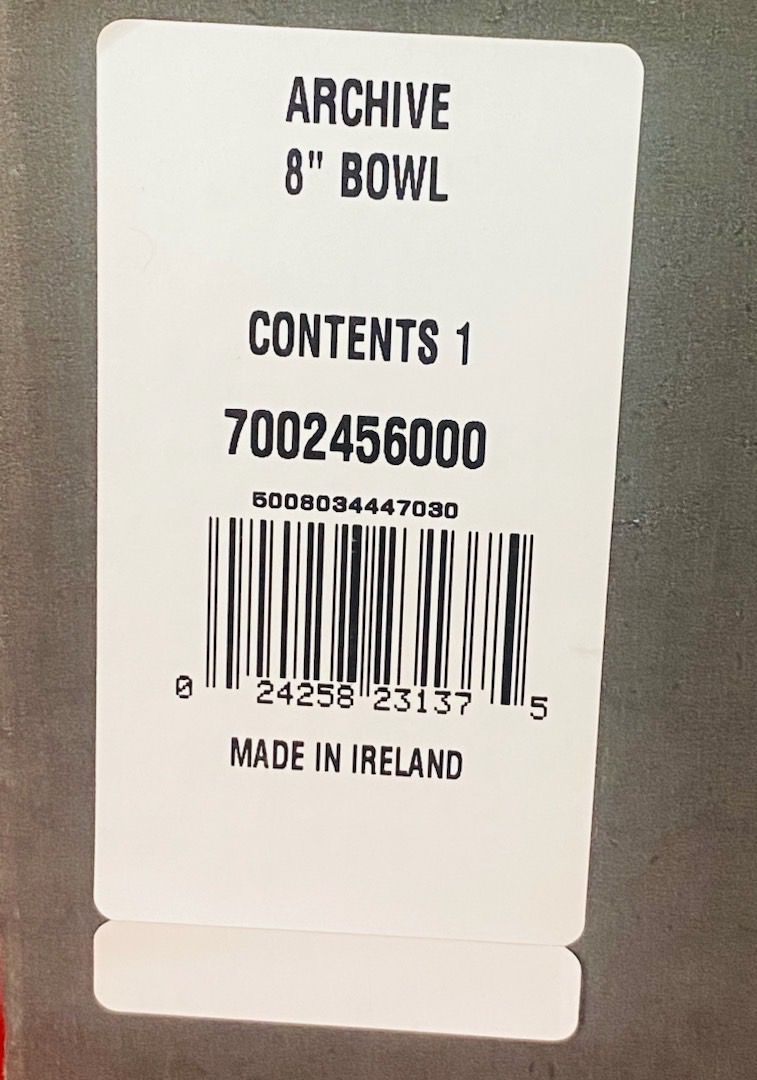 ARCHIVE
8" BOWL
CONTENTS 1
7002456000
5008034447030
0 24258 23137 5
MADE IN IRELAND